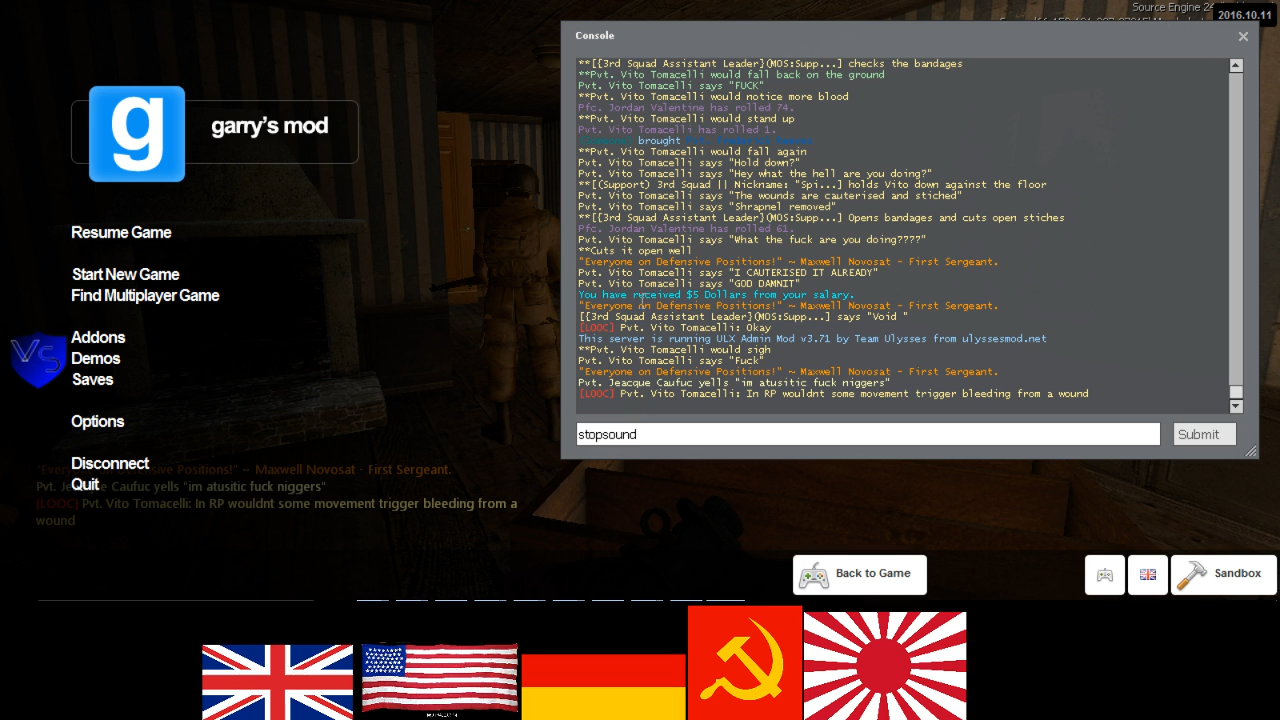 Source Engine 24
2016.10.11
Console
**[{3rd Squad Assistant Leader}(MOS:Supp...] checks the bandages
**Pvt. Vito Tomacelli would fall back on the ground
Pvt. Vito Tomacelli says "FUCK"
**Pvt. Vito Tomacelli would notice more blood
Pfc. Jordan Valentine has rolled 74.
**Pvt. Vito Tomacelli would stand up
Pvt. Vito Tomacelli has rolled 1.
brought
**Pvt. Vito Tomacelli would fall again
Pvt. Vito Tomacelli says "Hold down?"
Pvt. Vito Tomacelli says "Hey what the hell are you doing?"
**[(Support) 3rd Squad || Nickname: "Spi...] holds Vito down against the floor
Pvt. Vito Tomacelli says "The wounds are cauterised and stiched"
Pvt. Vito Tomacelli says "Shrapnel removed"
**[{3rd Squad Assistant Leader}(MOS:Supp...] Opens bandages and cuts open stiches
Pfc. Jordan Valentine has rolled 61.
Pvt. Vito Tomacelli says "What the fuck are you doing????"
**Cuts it open well
"Everyone on Defensive Positions!" ~ Maxwell Novosat - First Sergeant.
Pvt. Vito Tomacelli says "I CAUTERISED IT ALREADY"
Pvt. Vito Tomacelli says "GOD DAMNIT"
You have received $5 Dollars from your salary.
"Everyone on Defensive Positions!" ~ Maxwell Novosat - First Sergeant.
[{3rd Squad Assistant Leader}(MOS:Supp...] says "Void "
[LOOC] Pvt. Vito Tomacelli: Okay
This server is running ULX Admin Mod v3.71 by Team Ulysses from ulyssesmod.net
**Pvt. Vito Tomacelli would sigh
Pvt. Vito Tomacelli says "Fuck"
"Everyone on Defensive Positions!" ~ Maxwell Novosat - First Sergeant.
Pvt. Jeacque Caufuc yells "im atusitic fuck niggers"
[LOOC] Pvt. Vito Tomacelli: In RP wouldnt some movement trigger bleeding from a wound
stopsound
Submit
g
garry's mod
Resume Game
Start New Game
Find Multiplayer Game
VS
Addons
Demos
Saves
Options
Disconnect
Quit
"Everyone on Defensive Positions!" ~ Maxwell Novosat - First Sergeant.
Pvt. Jeacque Caufuc yells "im atusitic fuck niggers"
[LOOC] Pvt. Vito Tomacelli: In RP wouldnt some movement trigger bleeding from a
wound
Back to Game
Sandbox